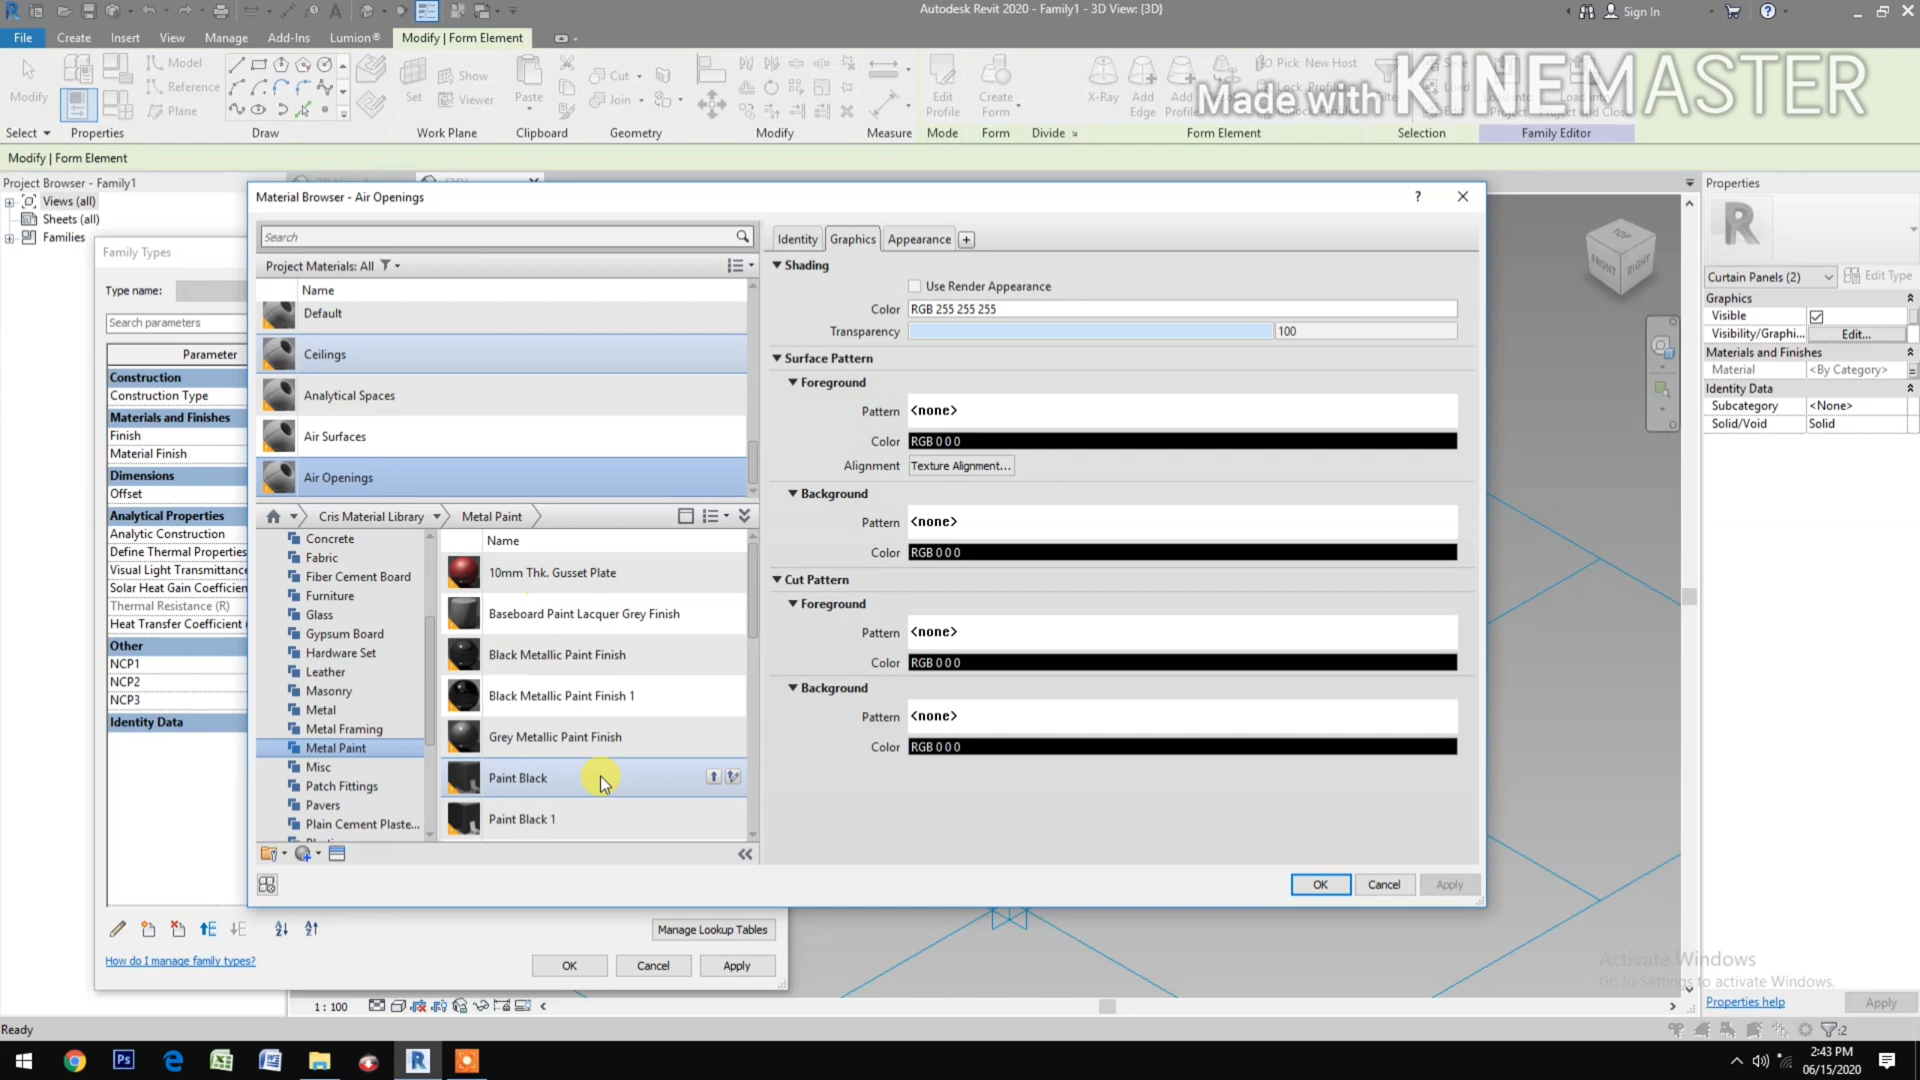 Autodesk Revit 2020 - Family1 - 3D View: {3D}
Sign In
File Create Insert View Manage Add-Ins Lumion® Modify | Form Element
Made with KINEMASTER
Modify Model Reference Plane Set Show Viewer Paste Cut Join Edit Profile Create Form X-Ray Add Edge Add Profile Pick New Host
Select Properties Draw Work Plane Clipboard Geometry Modify Measure Mode Form Divide Form Element Selection Family Editor
Modify | Form Element
Project Browser - Family1
Views (all)
Sheets (all)
Families
Family Types
Type name:
Search parameters
Parameter
Construction
Construction Type
Materials and Finishes
Finish
Material Finish
Dimensions
Offset
Analytical Properties
Analytic Construction
Define Thermal Properties
Visual Light Transmittance
Solar Heat Gain Coefficien
Thermal Resistance (R)
Heat Transfer Coefficient
Other
NCP1
NCP2
NCP3
Identity Data
Manage Lookup Tables
How do I manage family types?
OK Cancel Apply
Material Browser - Air Openings
Search
Project Materials: All
Name
Default
Ceilings
Analytical Spaces
Air Surfaces
Air Openings
Cris Material Library Metal Paint
Concrete
Fabric
Fiber Cement Board
Furniture
Glass
Gypsum Board
Hardware Set
Leather
Masonry
Metal
Metal Framing
Metal Paint
Misc
Patch Fittings
Pavers
Plain Cement Plaste...
Name
10mm Thk. Gusset Plate
Baseboard Paint Lacquer Grey Finish
Black Metallic Paint Finish
Black Metallic Paint Finish 1
Grey Metallic Paint Finish
Paint Black
Paint Black 1
Identity Graphics Appearance
Shading
Use Render Appearance
Color RGB 255 255 255
Transparency 100
Surface Pattern
Foreground
Pattern <none>
Color RGB 0 0 0
Alignment Texture Alignment...
Background
Pattern <none>
Color RGB 0 0 0
Cut Pattern
Foreground
Pattern <none>
Color RGB 0 0 0
Background
Pattern <none>
Color RGB 0 0 0
OK Cancel Apply
FRONT RIGHT
Properties
Curtain Panels (2) Edit Type
Graphics
Visible
Visibility/Graphi... Edit...
Materials and Finishes
Material <By Category>
Identity Data
Subcategory <None>
Solid/Void Solid
Activate Windows
Go to Settings to activate Windows.
Properties help Apply
1 : 100
Ready
:2
2:43 PM
06/15/2020